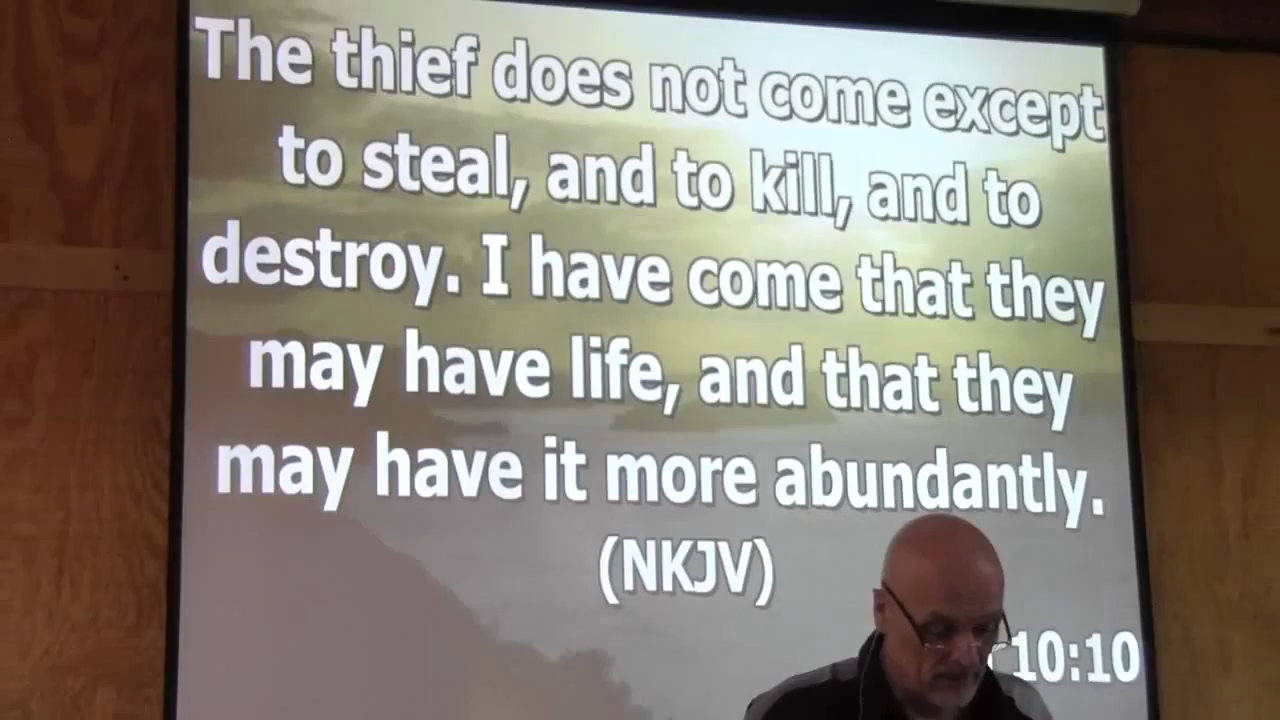 The thief does not come except
to steal, and to kill, and to
destroy. I have come that they
may have life, and that they
may have it more abundantly.
(NKJV)
10:10